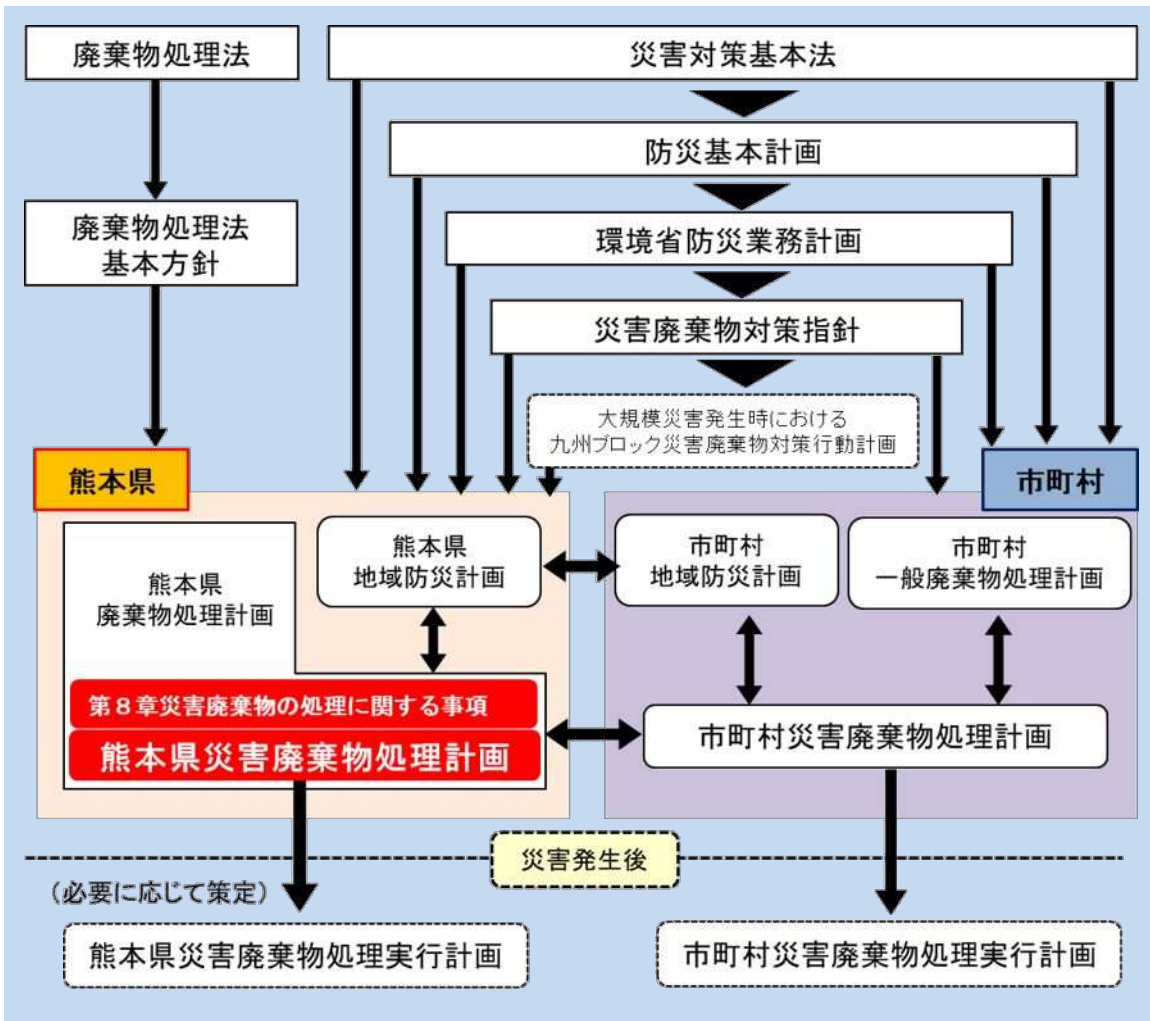 廃棄物処理法
災害対策基本法
防災基本計画
廃棄物処理法
基本方針
環境省防災業務計画
災害廃棄物対策指針
大規模災害発生時における
九州ブロック災害廃棄物対策行動計画
熊本県
市町村
熊本県
廃棄物処理計画
熊本県
地域防災計画
市町村
地域防災計画
市町村
一般廃棄物処理計画
第8章災害廃棄物の処理に関する事項
熊本県災害廃棄物処理計画
市町村災害廃棄物処理計画
災害発生後
(必要に応じて策定)
熊本県災害廃棄物処理実行計画
市町村災害廃棄物処理実行計画